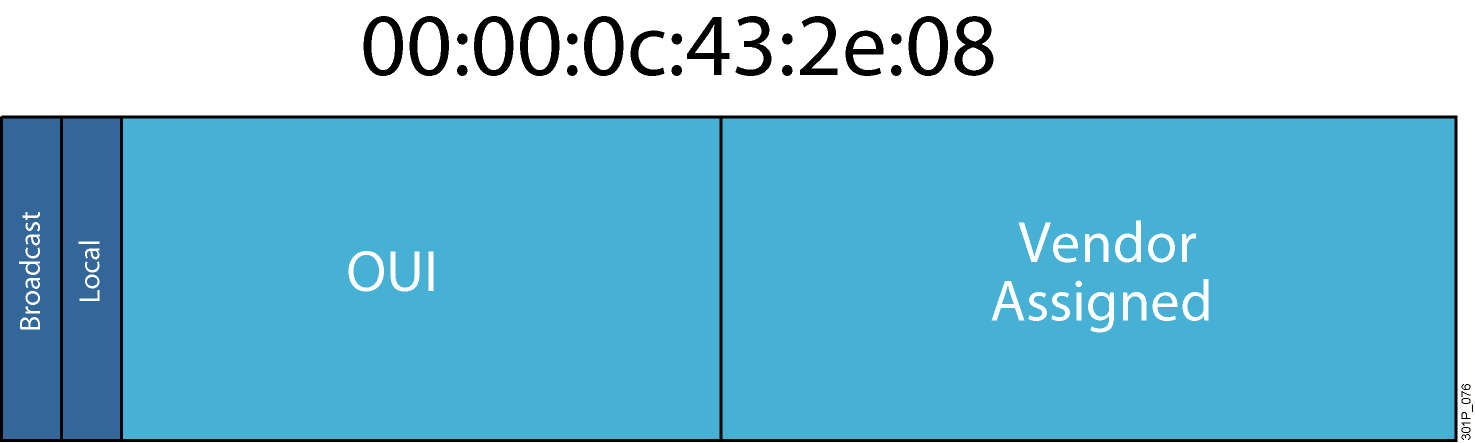 00:00:0c:43:2e:08
Broadcast
Local
OUI
Vendor
Assigned
301P_076